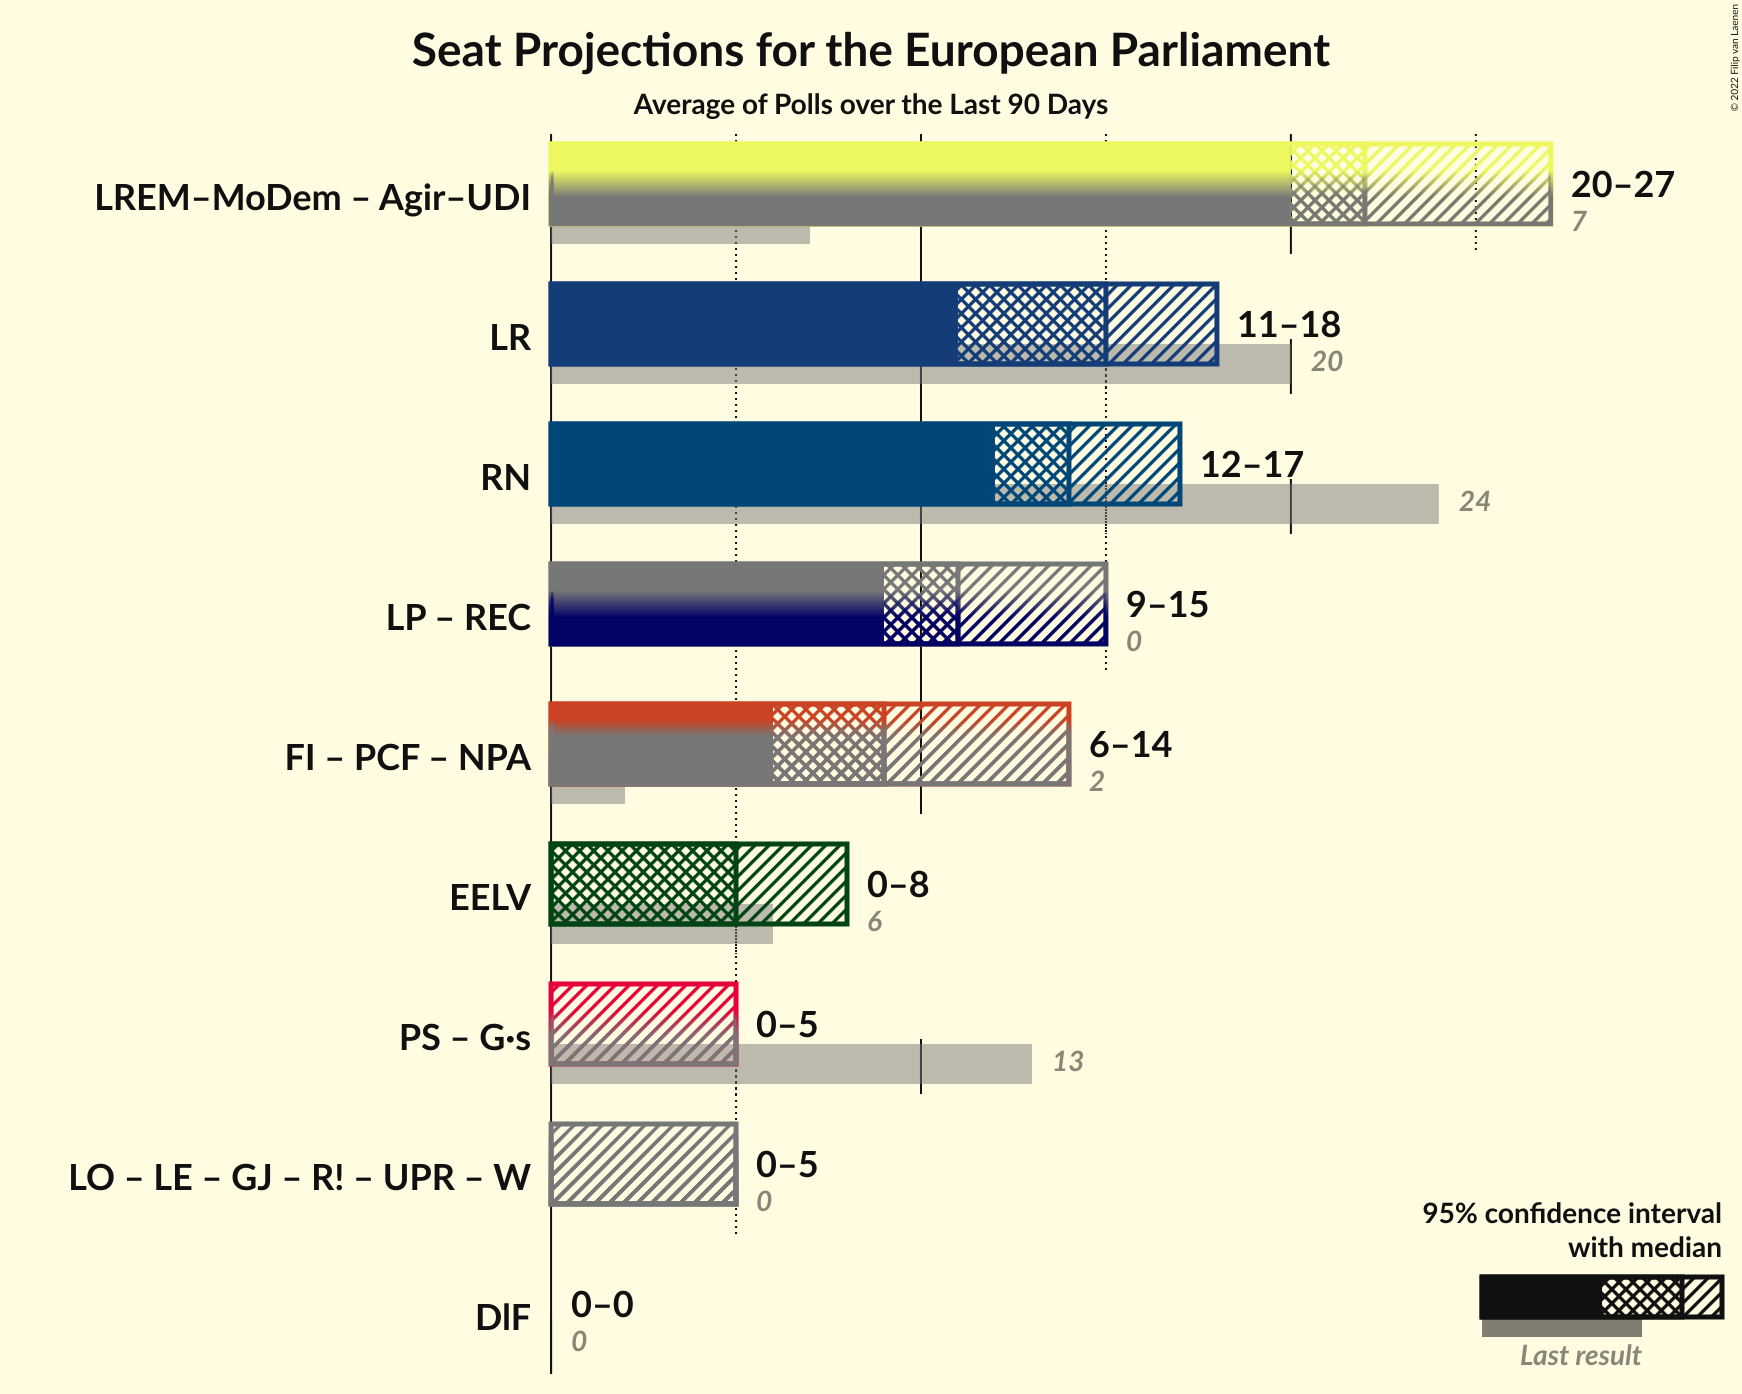 Seat Projections for the European Parliament
Average of Polls over the Last 90 Days
© 2022 Filip van Laenen
LREM–MoDem – Agir–UDI
20–27
7
LR
11–18
20
RN
12–17
24
LP – REC
9–15
0
FI – PCF – NPA
6–14
2
EELV
0–8
6
PS – G·s
0–5
13
LO – LE – GJ – R! – UPR – W
0–5
0
DlF
0–0
0
95% confidence interval
with median
Last result